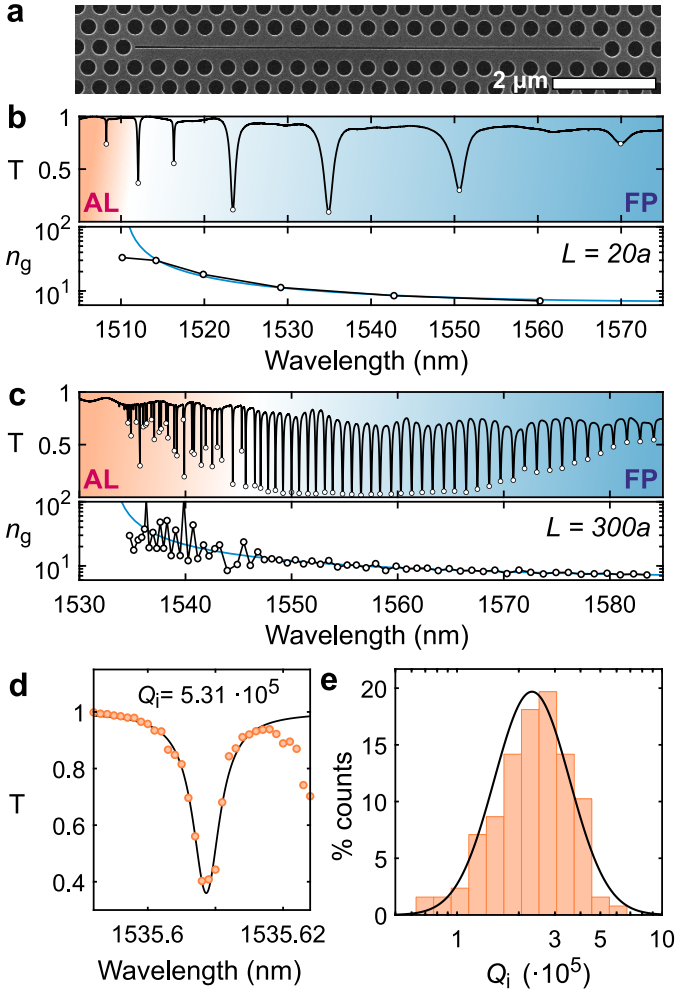 a
2 μm
b
1
T 0.5
AL FP
2
10²
n_g L = 20a
10¹
1510 1520 1530 1540 1550 1560 1570
Wavelength (nm)
c
1
T 0.5
AL FP
2
10²
n_g L = 300a
10¹
1530 1540 1550 1560 1570 1580
Wavelength (nm)
d e
Q_i = 5.31 ·10⁵
1
0.8
T
0.6
0.4
1535.6 1535.62
Wavelength (nm)
20
15
% counts
10
5
0
1 3 5 10
Q_i (·10⁵)